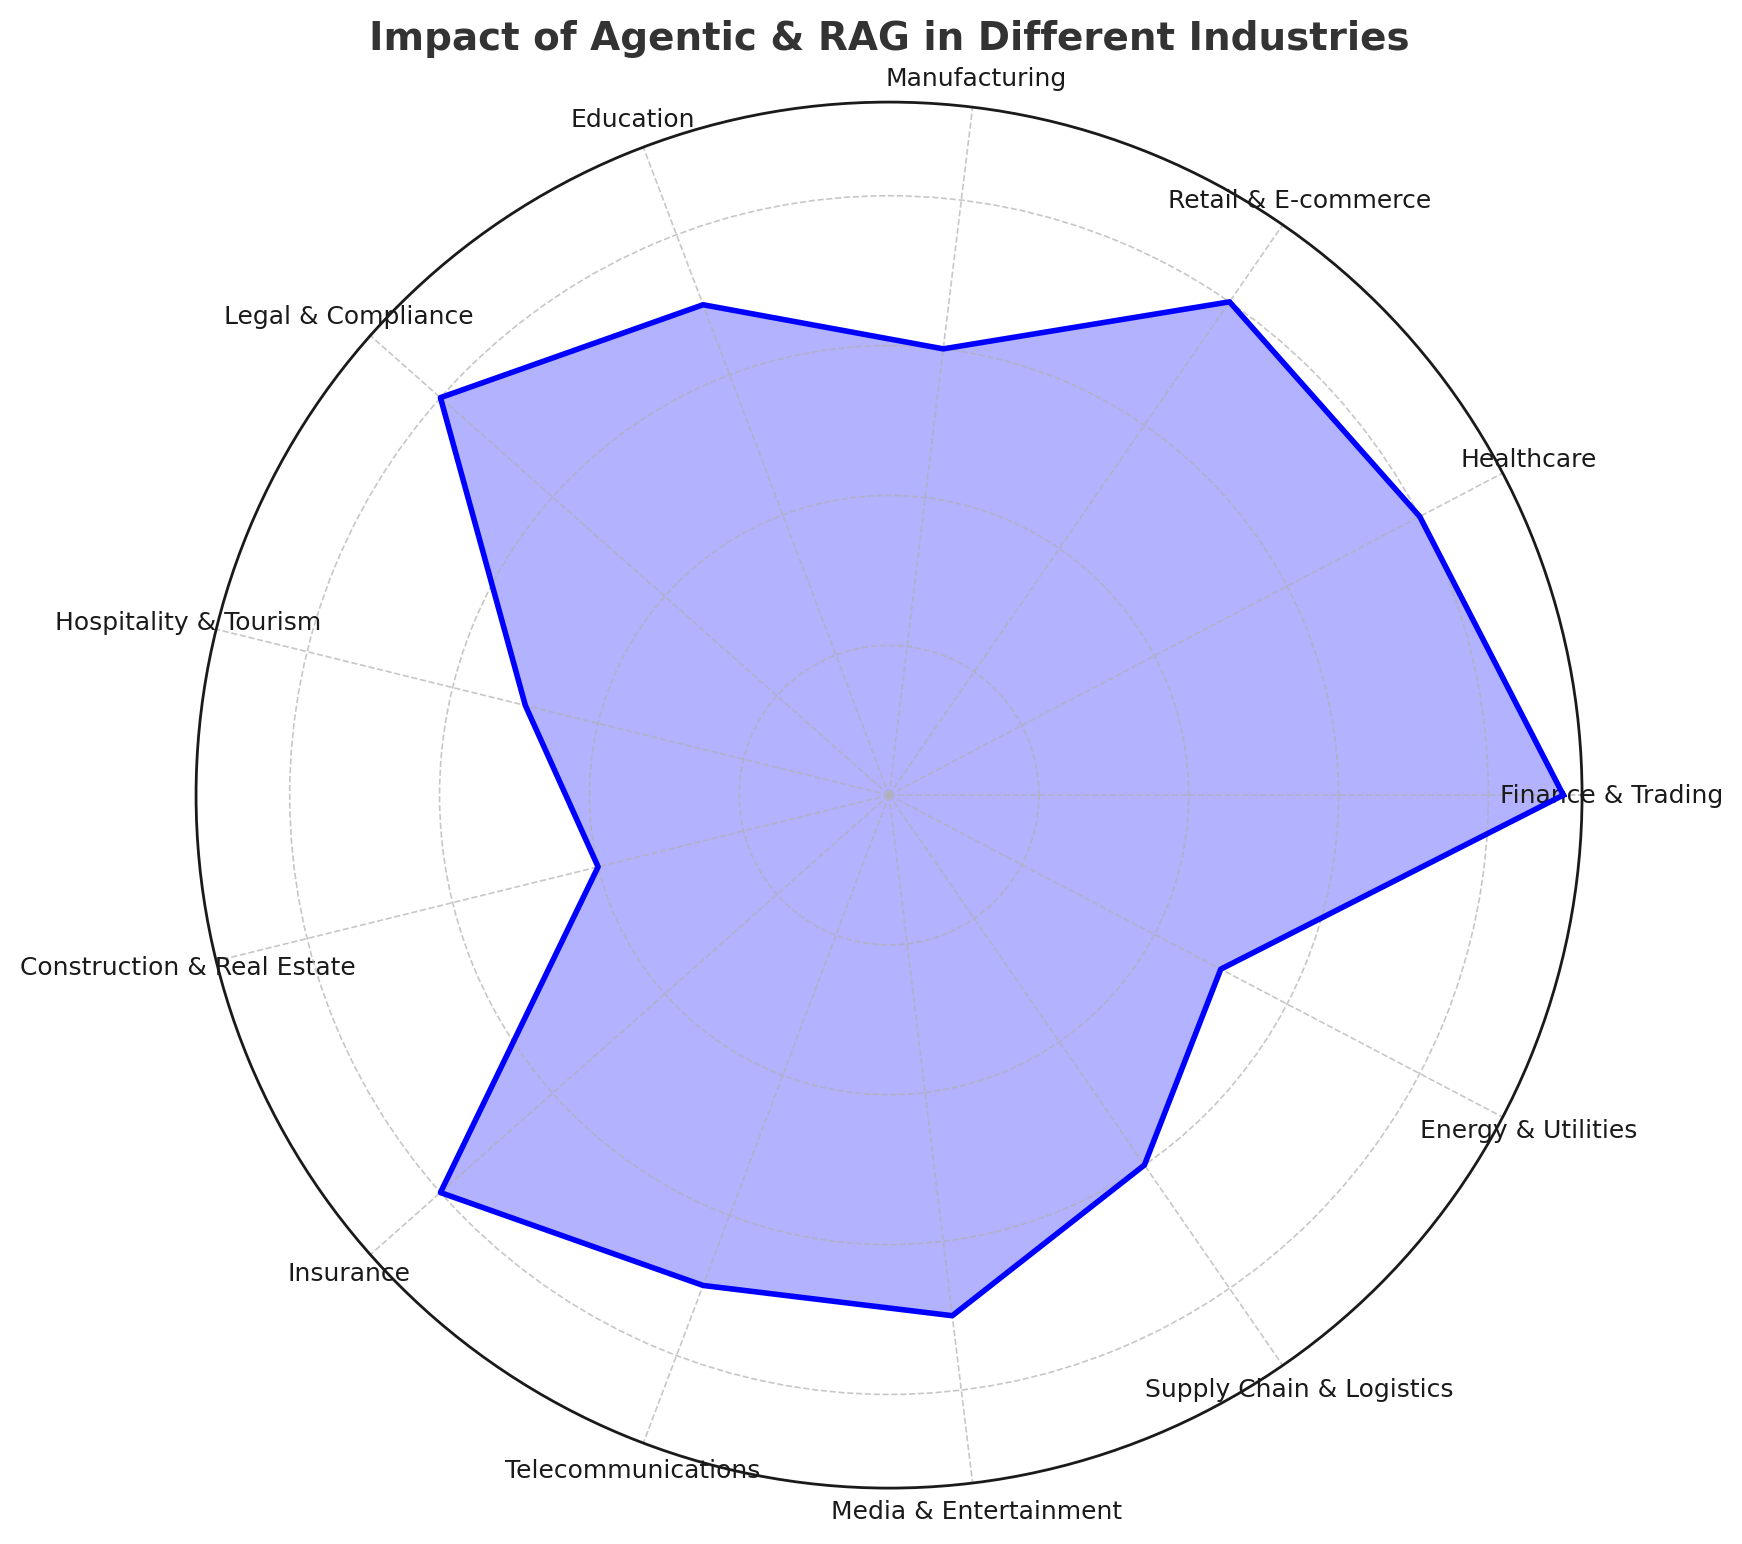 Impact of Agentic & RAG in Different Industries
Manufacturing
Education
Retail & E-commerce
Legal & Compliance
Healthcare
Hospitality & Tourism
Finance & Trading
Construction & Real Estate
Energy & Utilities
Insurance
Supply Chain & Logistics
Telecommunications
Media & Entertainment